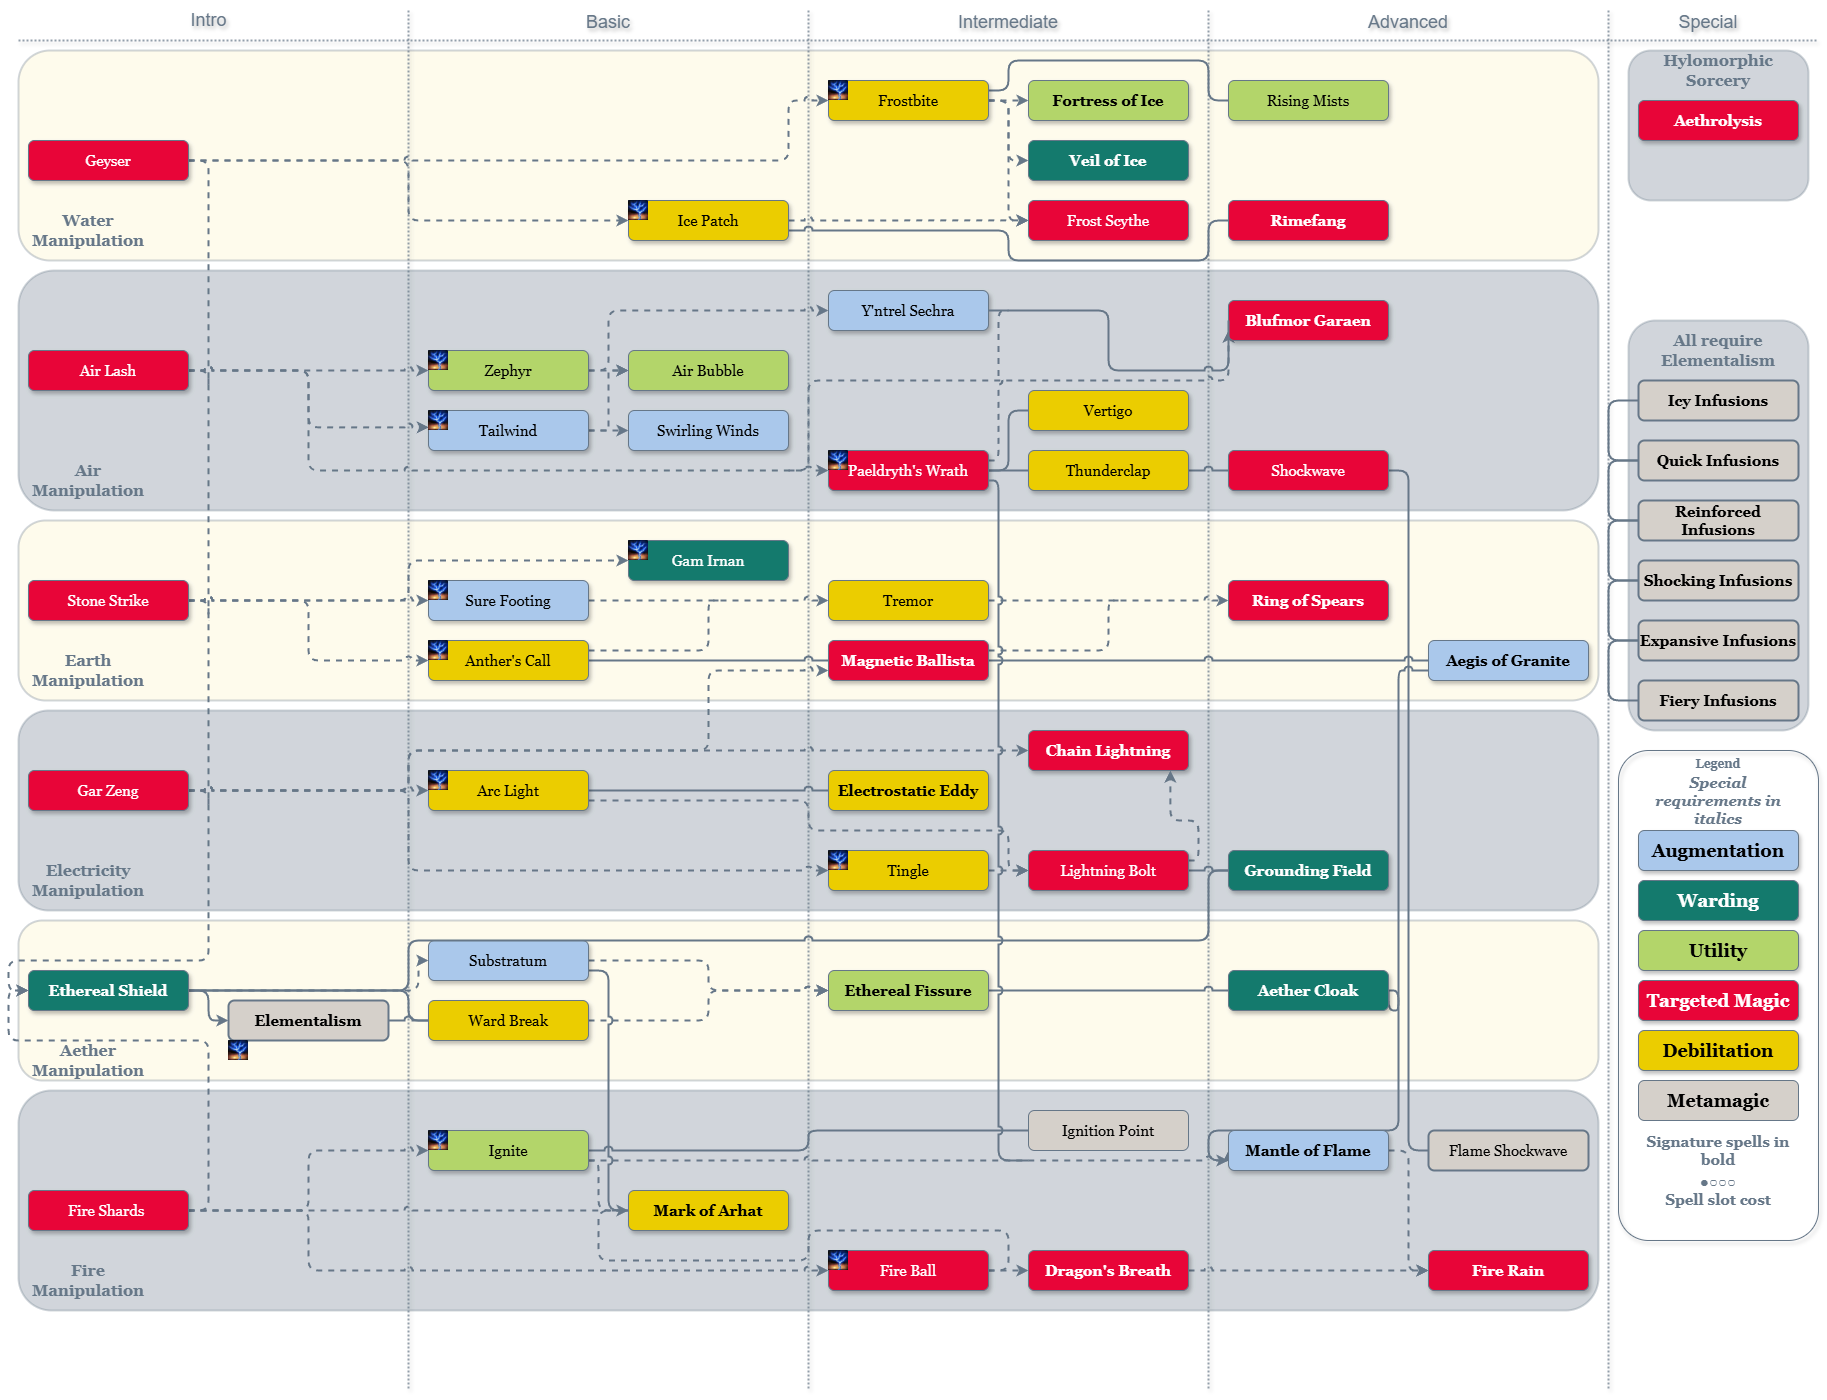 Intro
Basic
Intermediate
Advanced
Special
Frostbite
Fortress of Ice
Rising Mists
Geyser
Veil of Ice
Ice Patch
Frost Scythe
Rimefang
Water
Manipulation
Hylomorphic
Sorcery
Aethrolysis
Y'ntrel Sechra
Blufmor Garaen
Air Lash
Zephyr
Air Bubble
Tailwind
Swirling Winds
Vertigo
Paeldryth's Wrath
Thunderclap
Shockwave
Air
Manipulation
Gam Irnan
Stone Strike
Sure Footing
Tremor
Ring of Spears
Anther's Call
Magnetic Ballista
Aegis of Granite
Earth
Manipulation
All require
Elementalism
Icy Infusions
Quick Infusions
Reinforced
Infusions
Shocking Infusions
Expansive Infusions
Fiery Infusions
Chain Lightning
Gar Zeng
Arc Light
Electrostatic Eddy
Tingle
Lightning Bolt
Grounding Field
Electricity
Manipulation
Substratum
Ethereal Shield
Ethereal Fissure
Aether Cloak
Elementalism
Ward Break
Aether
Manipulation
Ignition Point
Ignite
Mantle of Flame
Flame Shockwave
Fire Shards
Mark of Arhat
Fire Ball
Dragon's Breath
Fire Rain
Fire
Manipulation
Legend
Special
requirements in
italics
Augmentation
Warding
Utility
Targeted Magic
Debilitation
Metamagic
Signature spells in
bold
●○○○
Spell slot cost